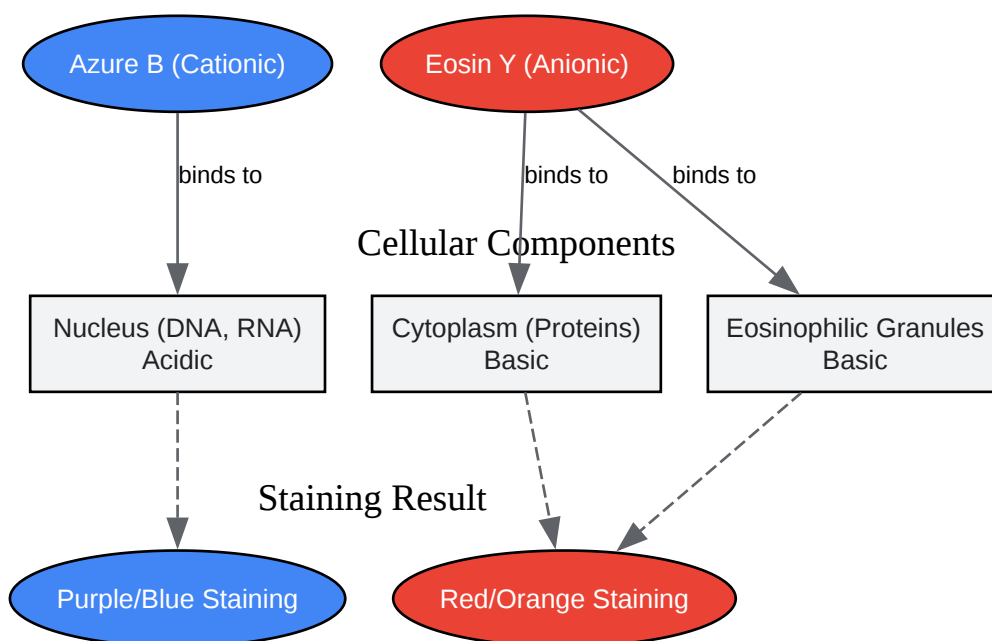 Azure B (Cationic)
Eosin Y (Anionic)
binds to
binds to
binds to
Cellular Components
Nucleus (DNA, RNA)
Acidic
Cytoplasm (Proteins)
Basic
Eosinophilic Granules
Basic
Staining Result
Purple/Blue Staining
Red/Orange Staining